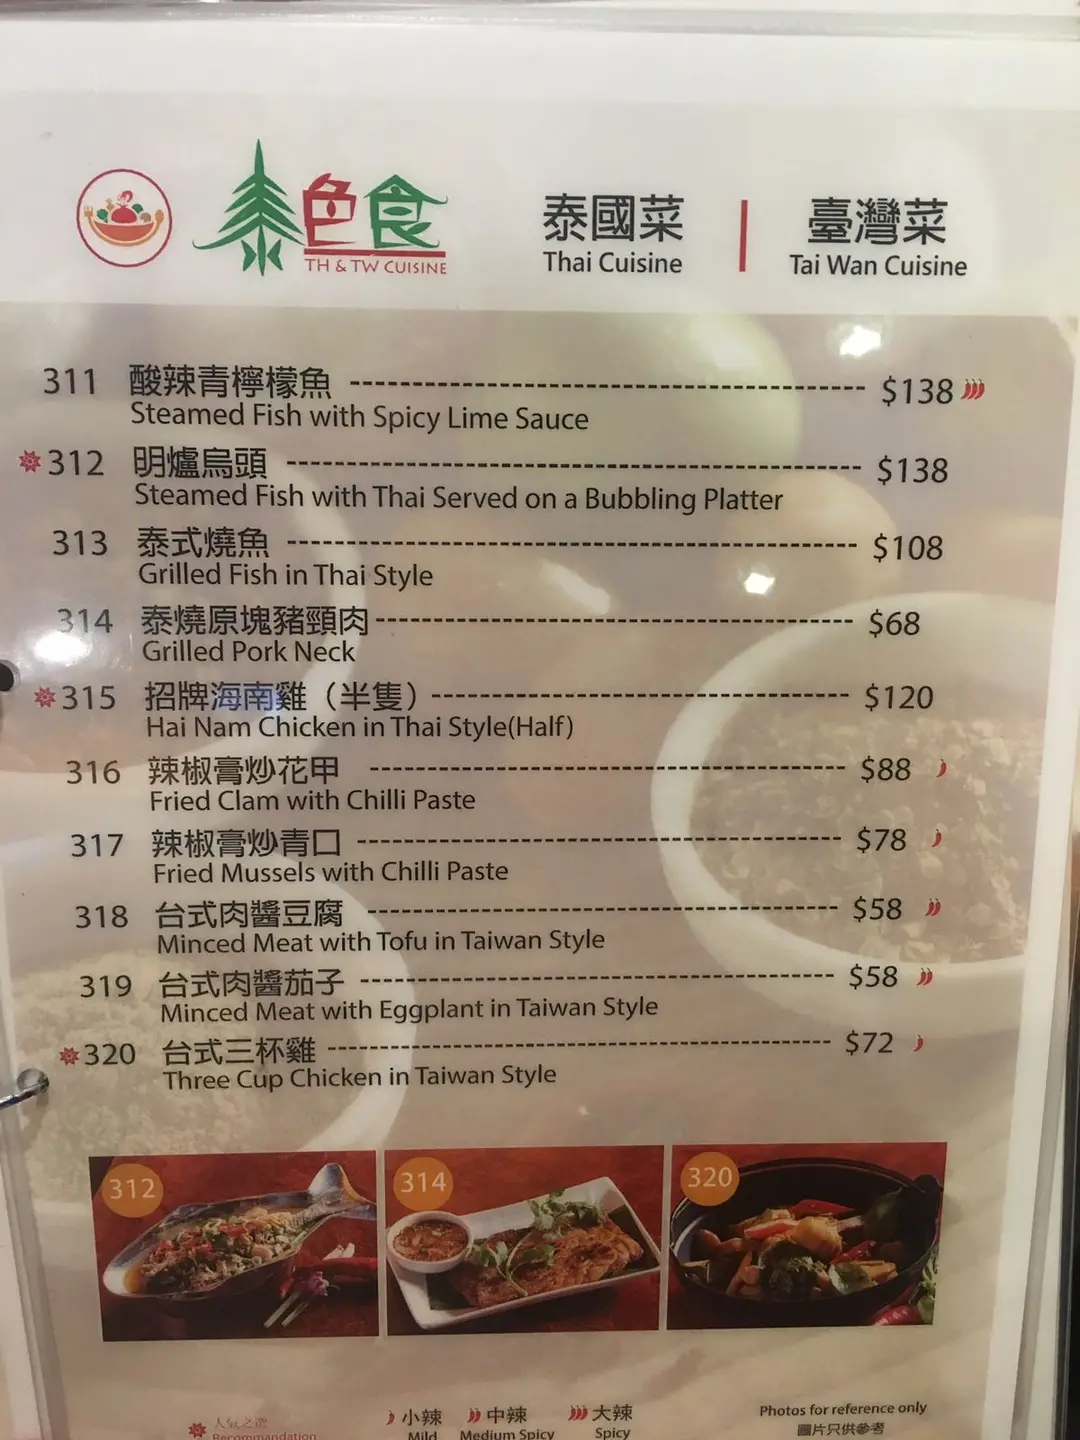 泰色食
TH & TW CUISINE
泰國菜 臺灣菜
Thai Cuisine Tai Wan Cuisine
311 酸辣青檸檬魚 $138
Steamed Fish with Spicy Lime Sauce
312 明爐烏頭 $138
Steamed Fish with Thai Served on a Bubbling Platter
313 泰式燒魚 $108
Grilled Fish in Thai Style
314 泰燒原塊豬頸肉 $68
Grilled Pork Neck
315 招牌海南雞（半隻） $120
Hai Nam Chicken in Thai Style(Half)
316 辣椒膏炒花甲 $88
Fried Clam with Chilli Paste
317 辣椒膏炒青口 $78
Fried Mussels with Chilli Paste
318 台式肉醬豆腐 $58
Minced Meat with Tofu in Taiwan Style
319 台式肉醬茄子 $58
Minced Meat with Eggplant in Taiwan Style
320 台式三杯雞 $72
Three Cup Chicken in Taiwan Style
312 314 320
人氣之選 小辣 中辣 大辣 Photos for reference only
Recommandation Mild Medium Spicy Spicy 圖片只供參考